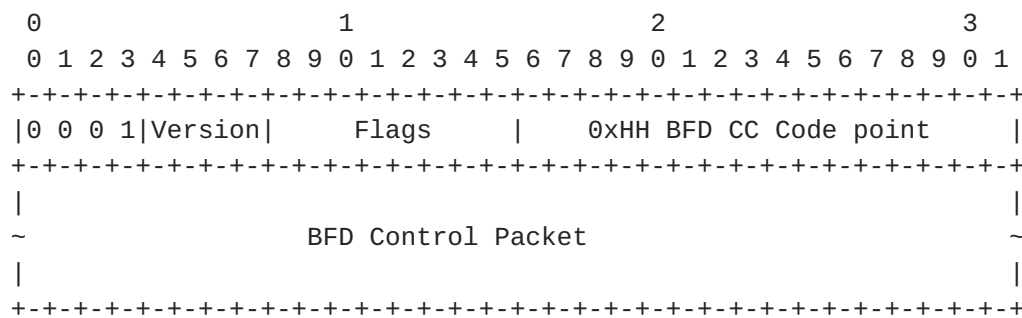 0                   1                   2                   3
 0 1 2 3 4 5 6 7 8 9 0 1 2 3 4 5 6 7 8 9 0 1 2 3 4 5 6 7 8 9 0 1
+-+-+-+-+-+-+-+-+-+-+-+-+-+-+-+-+-+-+-+-+-+-+-+-+-+-+-+-+-+-+-+-+
|0 0 0 1|Version|     Flags     |    0xHH BFD CC Code point     |
+-+-+-+-+-+-+-+-+-+-+-+-+-+-+-+-+-+-+-+-+-+-+-+-+-+-+-+-+-+-+-+-+
|                                                               |
~                  BFD Control Packet                           ~
|                                                               |
+-+-+-+-+-+-+-+-+-+-+-+-+-+-+-+-+-+-+-+-+-+-+-+-+-+-+-+-+-+-+-+-+